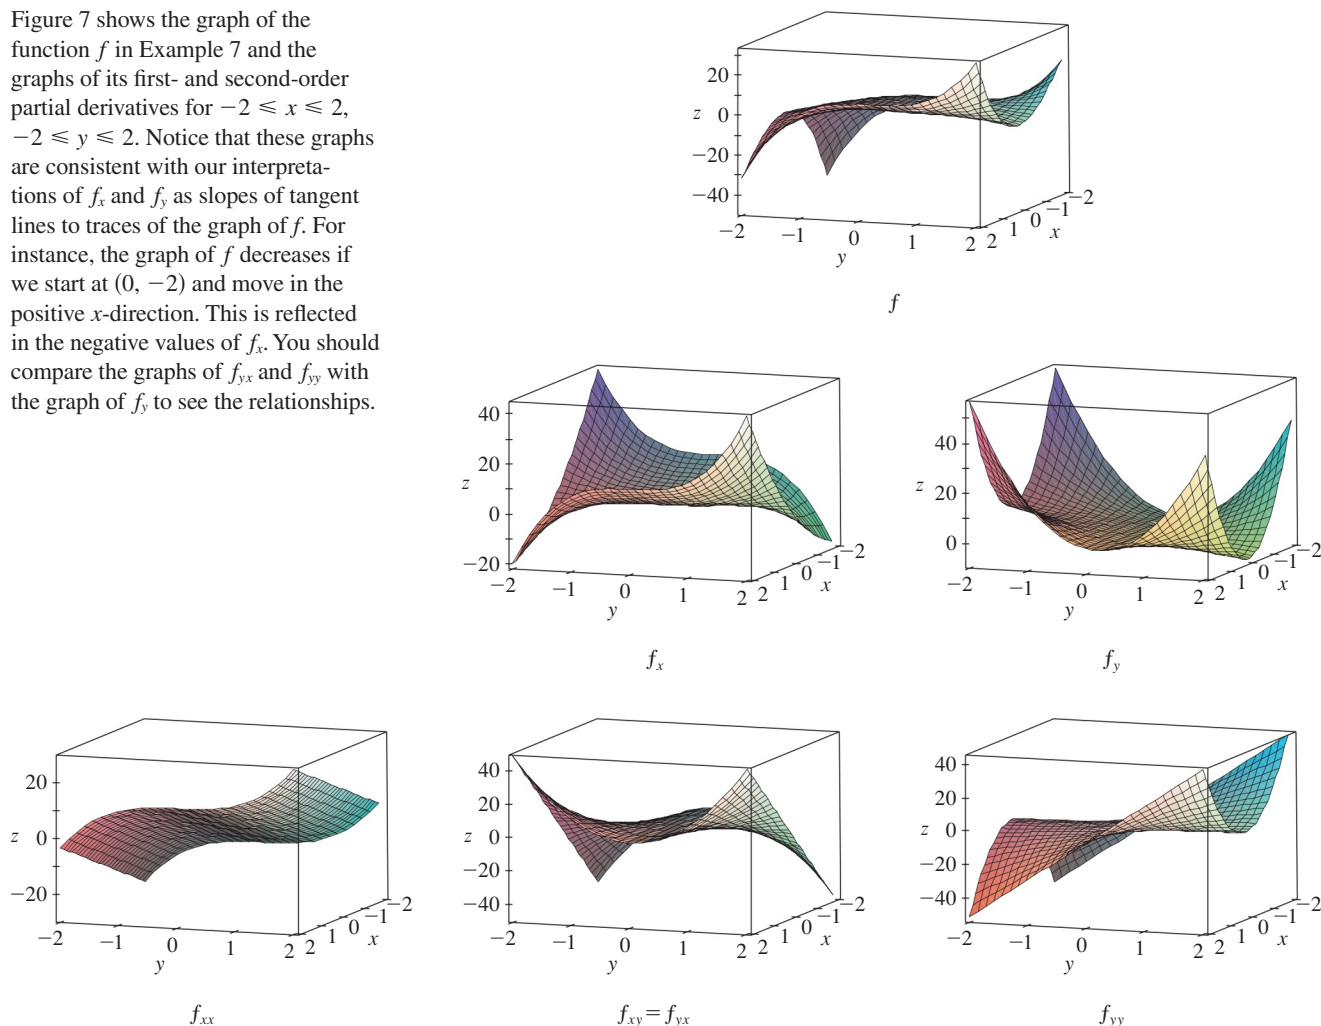 Figure 7 shows the graph of the
function f in Example 7 and the
graphs of its first- and second-order
partial derivatives for −2 ⩽ x ⩽ 2,
−2 ⩽ y ⩽ 2. Notice that these graphs
are consistent with our interpreta-
tions of fₓ and f_y as slopes of tangent
lines to traces of the graph of f. For
instance, the graph of f decreases if
we start at (0, −2) and move in the
positive x-direction. This is reflected
in the negative values of fₓ. You should
compare the graphs of f_yx and f_yy with
the graph of f_y to see the relationships.
20
z 0
−20
−40
−2 −1 0 1 2 2 1 0 −1 −2
y x
f
40
20
z
0
−20
−2 −1 0 1 2 2 1 0 −1 −2
y x
fₓ
40
z 20
0
−2 −1 0 1 2 2 1 0 −1 −2
y x
f_y
20
z 0
−20
−2 −1 0 1 2 2 1 0 −1 −2
y x
f_xx
40
20
z 0
−20
−40
−2 −1 0 1 2 2 1 0 −1 −2
y x
f_xy = f_yx
40
20
z 0
−20
−40
−2 −1 0 1 2 2 1 0 −1 −2
y x
f_yy